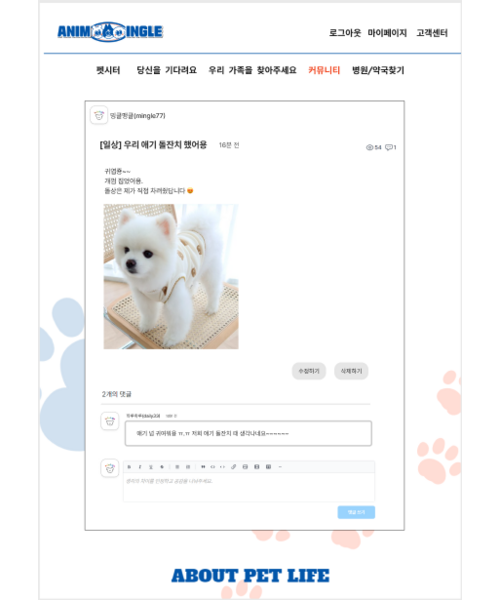 ANIM INGLE
로그아웃 마이페이지 고객센터
펫시터 당신을 기다려요 우리 가족을 찾아주세요 커뮤니티 병원/약국찾기
밍글밍글(mingle77)
[일상] 우리 애기 돌잔치 했어용 16분 전
54 1
귀엽죵~~
개껌 집었어용.
돌상은 제가 직접 차려줬답니다
수정하기 삭제하기
2개의 댓글
애기 넘 귀여워용 ㅠ.ㅠ 저희 애기 돌잔치 때 생각나네요~~~~~~
ABOUT PET LIFE